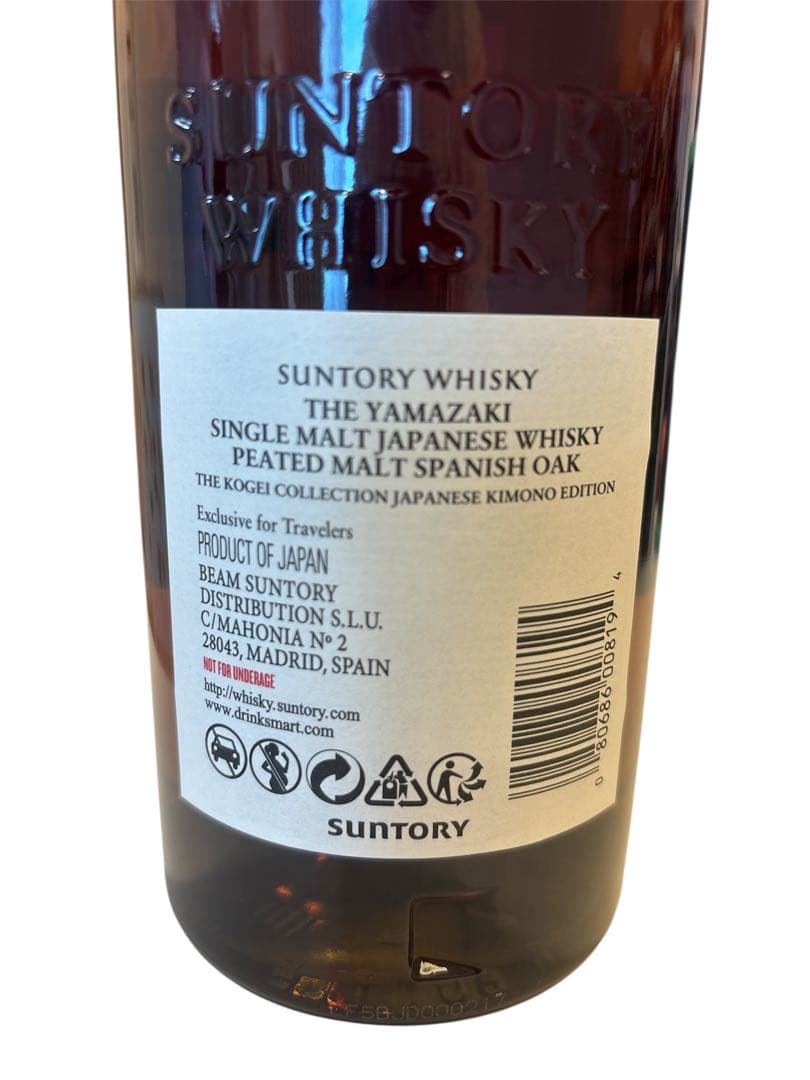 SUNTORY
WHISKY
SUNTORY WHISKY
THE YAMAZAKI
SINGLE MALT JAPANESE WHISKY
PEATED MALT SPANISH OAK
THE KOGEI COLLECTION JAPANESE KIMONO EDITION
Exclusive for Travelers
PRODUCT OF JAPAN
BEAM SUNTORY
DISTRIBUTION S.L.U.
C/MAHONIA Nº 2
28043, MADRID, SPAIN
NOT FOR UNDERAGE
http://whisky.suntory.com
www.drinksmart.com
0 80686 00819 4
SUNTORY